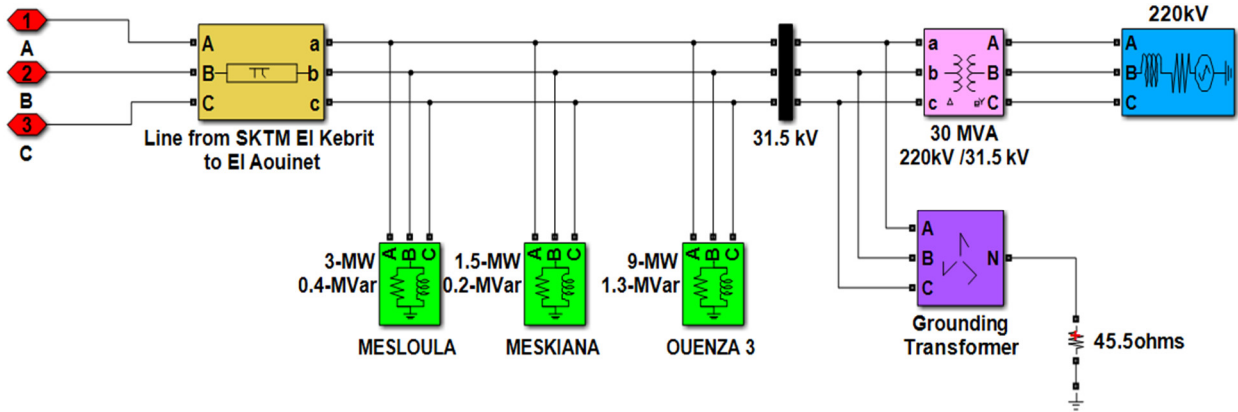 1
A
2
B
3
C
A
B
C
a
b
c
Line from SKTM El Kebrit
to El Aouinet
3-MW
0.4-MVar
A
B
C
MESLOULA
1.5-MW
0.2-MVar
A
B
C
MESKIANA
9-MW
1.3-MVar
A
B
C
OUENZA 3
31.5 kV
a
b
c
A
B
C
30 MVA
220kV /31.5 kV
220kV
A
B
C
A
B
C
N
Grounding
Transformer
45.5ohms